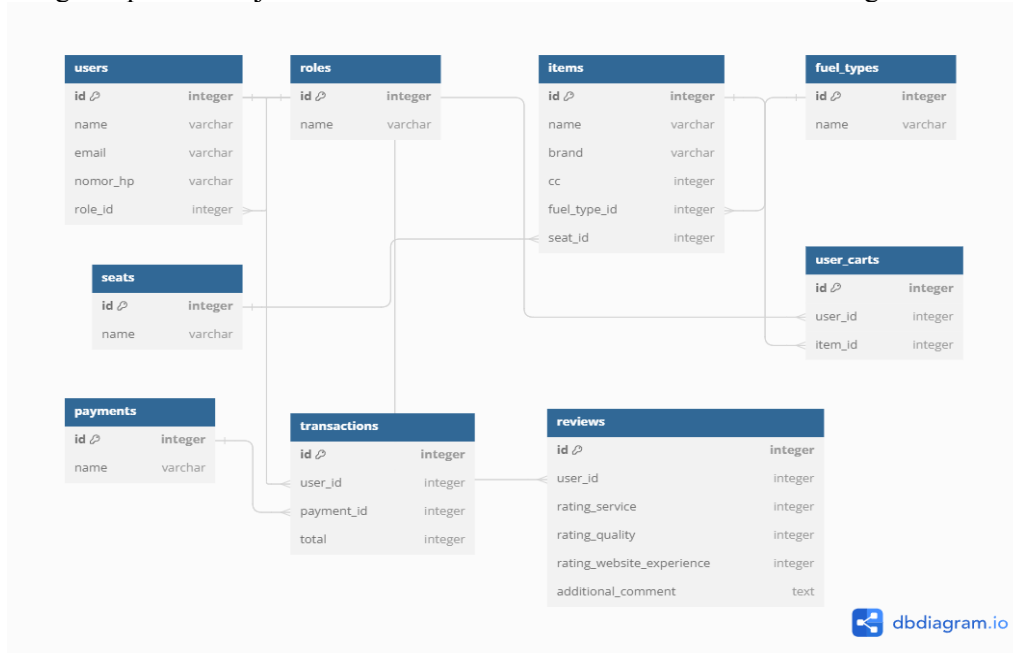 users
id integer
name varchar
email varchar
nomor_hp varchar
role_id integer
roles
id integer
name varchar
items
id integer
name varchar
brand varchar
cc integer
fuel_type_id integer
seat_id integer
fuel_types
id integer
name varchar
seats
id integer
name varchar
user_carts
id integer
user_id integer
item_id integer
payments
id integer
name varchar
transactions
id integer
user_id integer
payment_id integer
total integer
reviews
id integer
user_id integer
rating_service integer
rating_quality integer
rating_website_experience integer
additional_comment text
dbdiagram.io